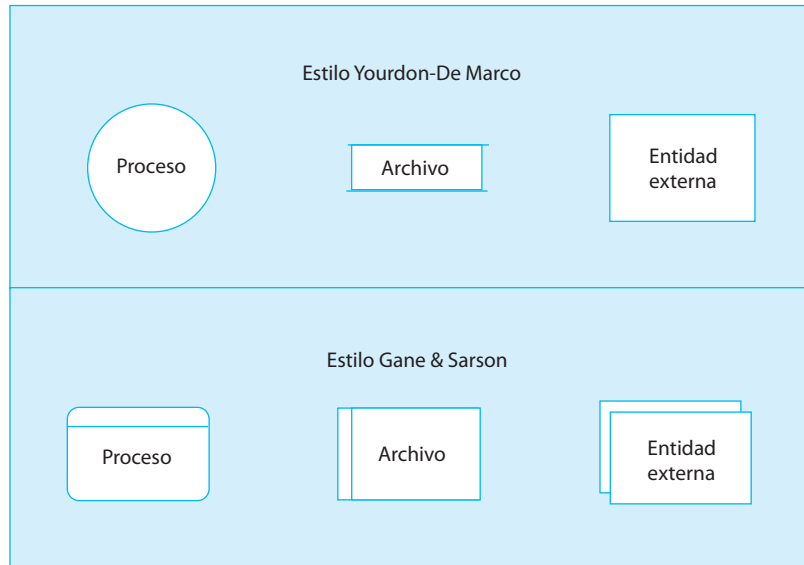 Estilo Yourdon-De Marco
Proceso
Archivo
Entidad
externa
Estilo Gane & Sarson
Proceso
Archivo
Entidad
externa